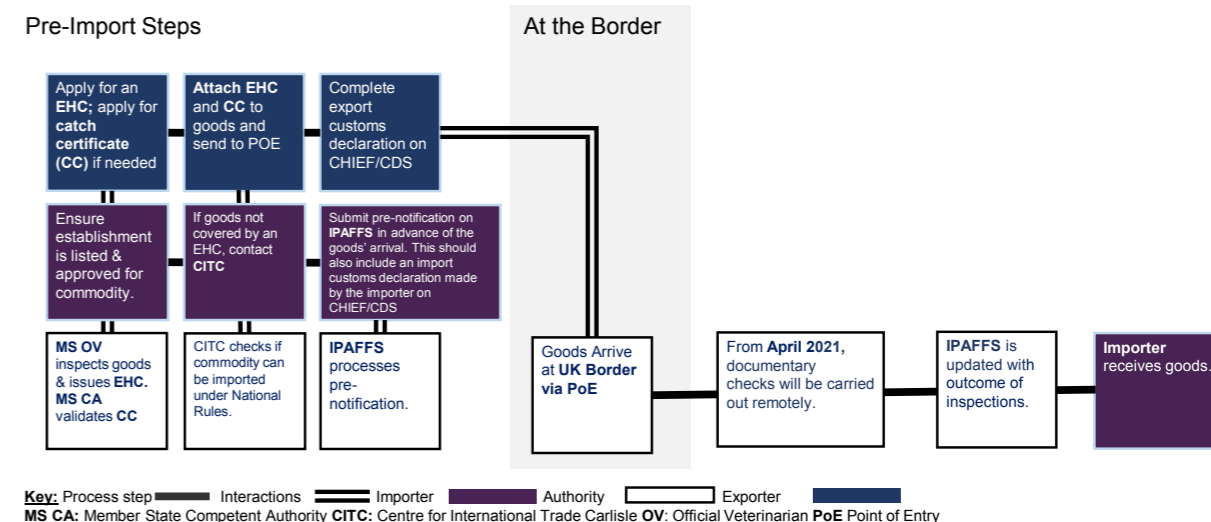 Pre-Import Steps
At the Border
Apply for an
EHC; apply for
catch
certificate
(CC) if needed
Attach EHC
and CC to
goods and
send to POE
Complete
export
customs
declaration on
CHIEF/CDS
Ensure
establishment
is listed &
approved for
commodity.
If goods not
covered by an
EHC, contact
CITC
Submit pre-notification on
IPAFFS in advance of the
goods' arrival. This should
also include an import
customs declaration made
by the importer on
CHIEF/CDS
MS OV
inspects goods
& issues EHC.
MS CA
validates CC
CITC checks if
commodity can
be imported
under National
Rules.
IPAFFS
processes
pre-
notification.
Goods Arrive
at UK Border
via PoE
From April 2021,
documentary
checks will be carried
out remotely.
IPAFFS is
updated with
outcome of
inspections.
Importer
receives goods.
Key: Process step Interactions Importer Authority Exporter
MS CA: Member State Competent Authority CITC: Centre for International Trade Carlisle OV: Official Veterinarian PoE Point of Entry